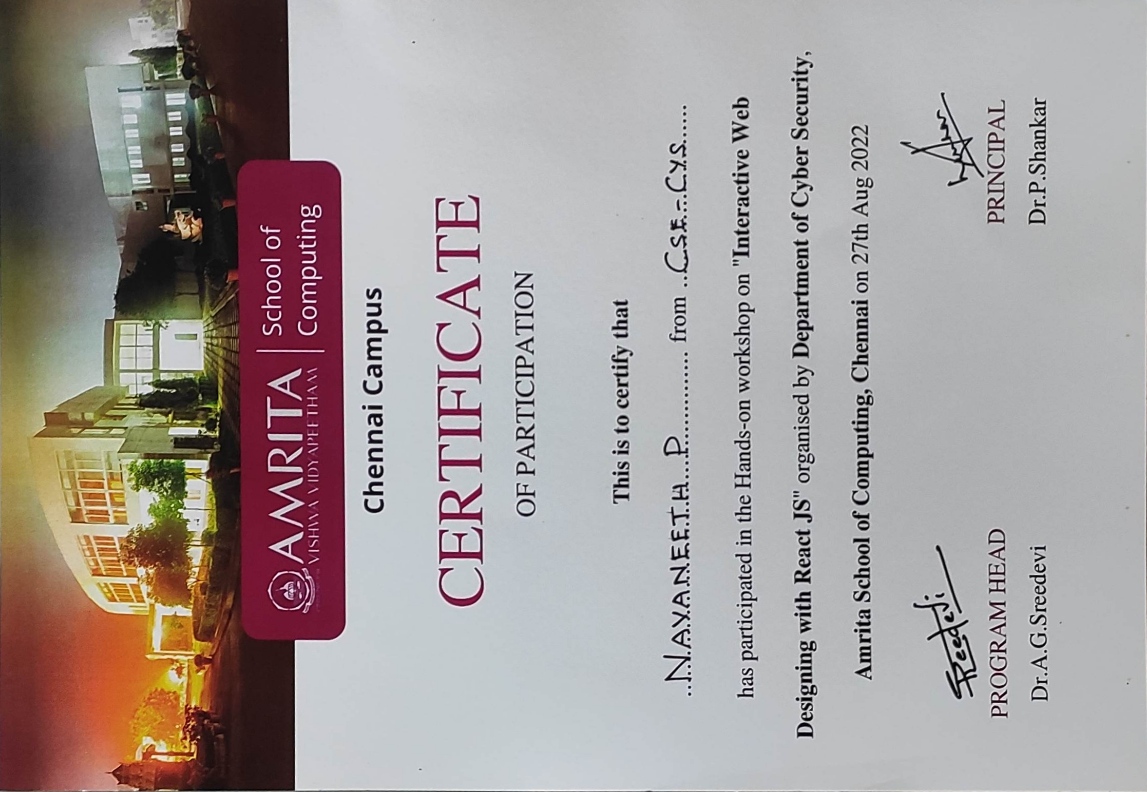 AMRITA
VISHWA VIDYAPEETHAM
School of
Computing
Chennai Campus
CERTIFICATE
OF PARTICIPATION
This is to certify that
..NAVANEETH P............ from ..CSE-CYS......
has participated in the Hands-on workshop on "Interactive Web
Designing with React JS" organised by Department of Cyber Security,
Amrita School of Computing, Chennai on 27th Aug 2022
Sreedevi
PROGRAM HEAD
Dr.A.G.Sreedevi
PRINCIPAL
Dr.P.Shankar